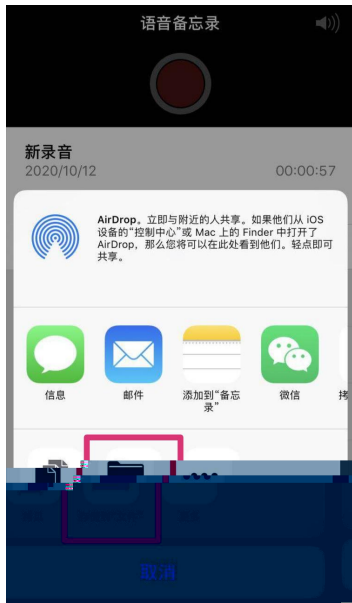 语音备忘录
新录音
2020/10/12 00:00:57
AirDrop。立即与附近的人共享。如果他们从 iOS
设备的“控制中心”或 Mac 上的 Finder 中打开了
AirDrop，那么您将可以在此处看到他们。轻点即可
共享。
信息 邮件 添加到“备忘 微信 拷
录”
取消